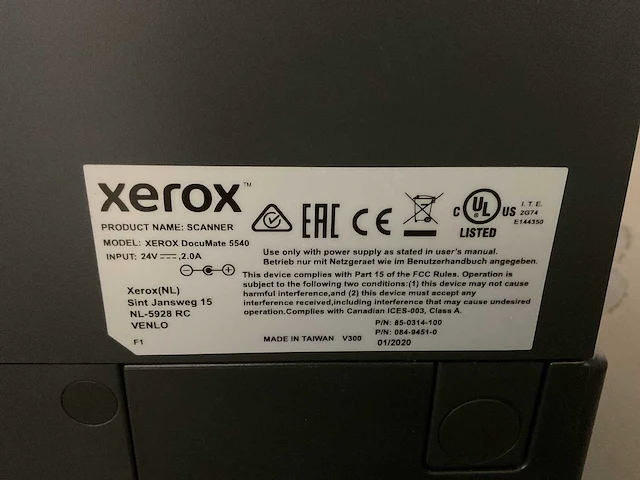 xerox™
PRODUCT NAME: SCANNER
MODEL: XEROX DocuMate 5540
INPUT: 24V⎓,2.0A
Xerox(NL)
Sint Jansweg 15
NL-5928 RC
VENLO
F1
EAC CE
C UL US
LISTED
I.T.E.
2G74
E144350
Use only with power supply as stated in user's manual.
Betrieb nur mit Netzgeraet wie im Benutzerhandbuch angegeben.
This device complies with Part 15 of the FCC Rules. Operation is
subject to the following two conditions:(1) this device may not cause
harmful interference,and (2) this device must accept any
interference received,including interference that may cause undesired
operation.Complies with Canadian ICES-003, Class A.
P/N: 85-0314-100
P/N: 084-9451-0
MADE IN TAIWAN V300 01/2020